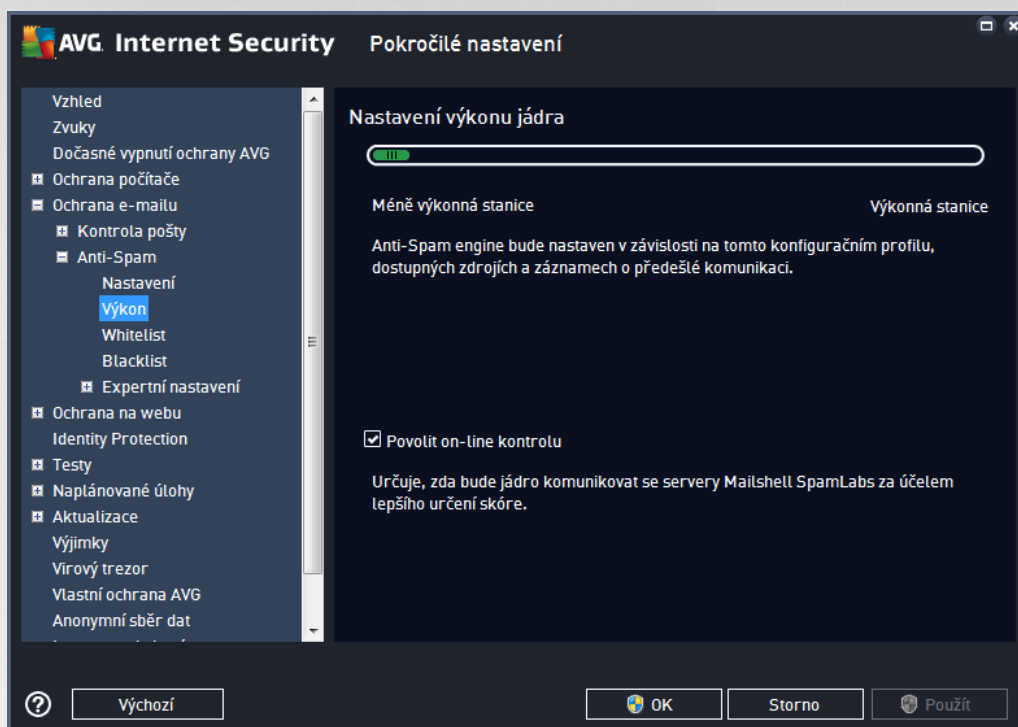 AVG. Internet Security Pokročilé nastavení
Vzhled
Zvuky
Dočasné vypnutí ochrany AVG
Ochrana počítače
Ochrana e-mailu
Kontrola pošty
Anti-Spam
Nastavení
Výkon
Whitelist
Blacklist
Expertní nastavení
Ochrana na webu
Identity Protection
Testy
Naplánované úlohy
Aktualizace
Výjimky
Virový trezor
Vlastní ochrana AVG
Anonymní sběr dat
Nastavení výkonu jádra
Méně výkonná stanice Výkonná stanice
Anti-Spam engine bude nastaven v závislosti na tomto konfiguračním profilu,
dostupných zdrojích a záznamech o předešlé komunikaci.
Povolit on-line kontrolu
Určuje, zda bude jádro komunikovat se servery Mailshell SpamLabs za účelem
lepšího určení skóre.
Výchozí
OK
Storno
Použít